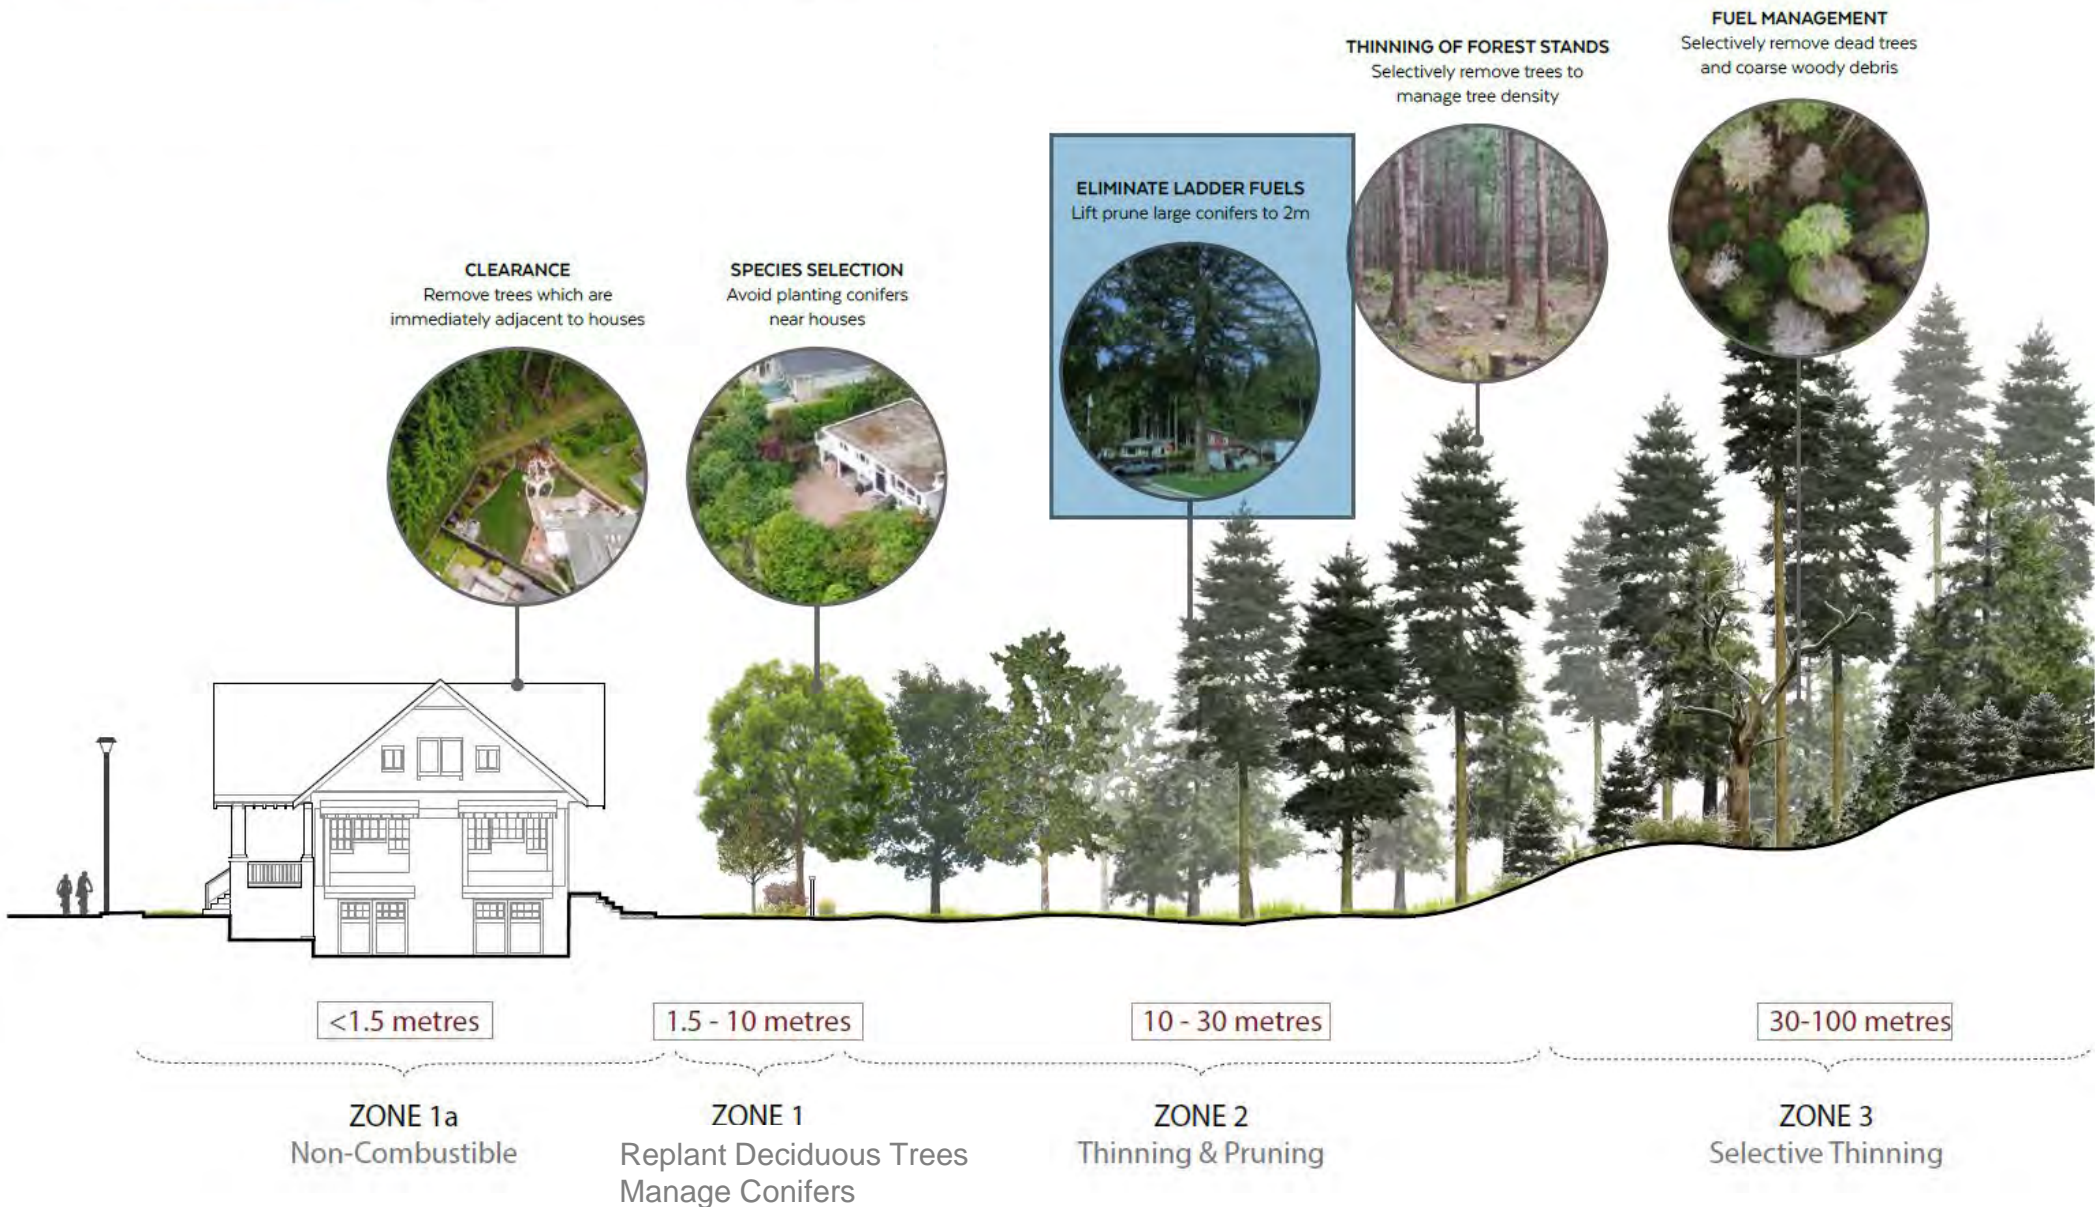 FUEL MANAGEMENT
Selectively remove dead trees
and coarse woody debris
THINNING OF FOREST STANDS
Selectively remove trees to
manage tree density
ELIMINATE LADDER FUELS
Lift prune large conifers to 2m
CLEARANCE
Remove trees which are
immediately adjacent to houses
SPECIES SELECTION
Avoid planting conifers
near houses
<1.5 metres
1.5 - 10 metres
10 - 30 metres
30-100 metres
ZONE 1a
Non-Combustible
ZONE 1
Replant Deciduous Trees
Manage Conifers
ZONE 2
Thinning & Pruning
ZONE 3
Selective Thinning